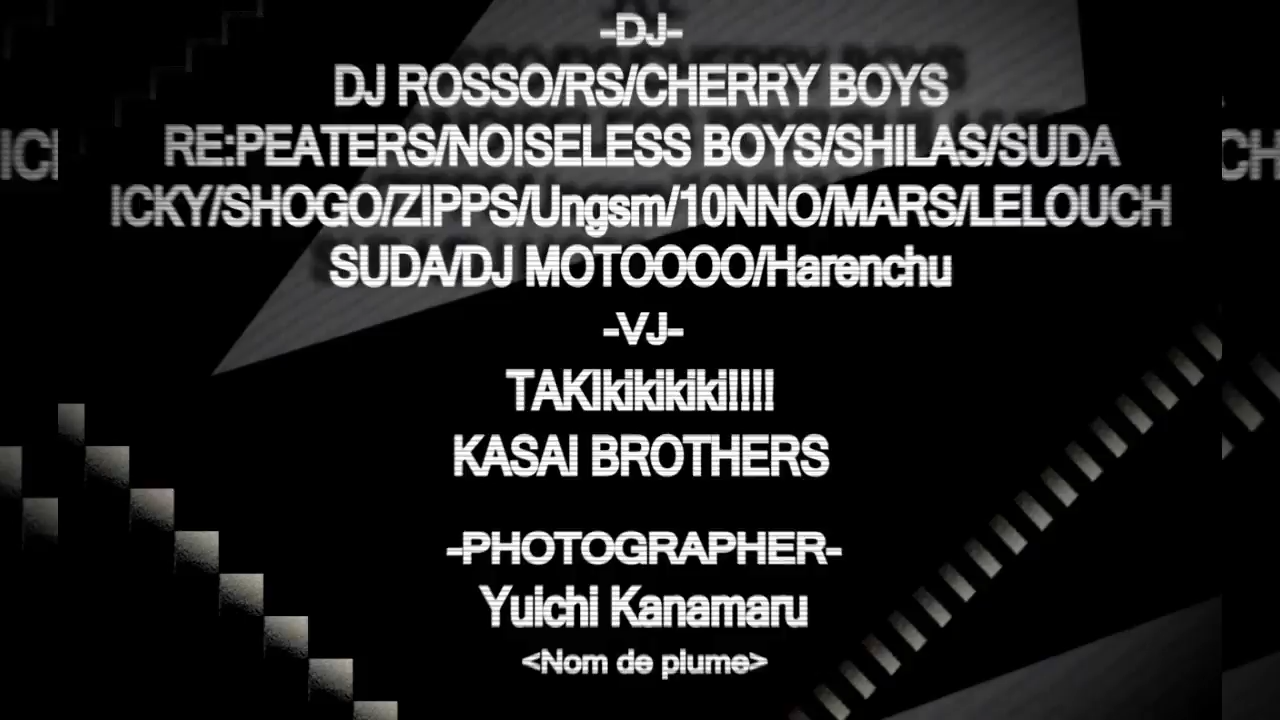 -DJ-
DJ ROSSO/RS/CHERRY BOYS
RE:PEATERS/NOISELESS BOYS/SHILAS/SUDA
ICKY/SHOGO/ZIPPS/Ungsm/10NNO/MARS/LELOUCH
SUDA/DJ MOTOOOO/Harenchu
-VJ-
TAKIkikikiki!!!!
KASAI BROTHERS
-PHOTOGRAPHER-
Yuichi Kanamaru
<Nom de plume>